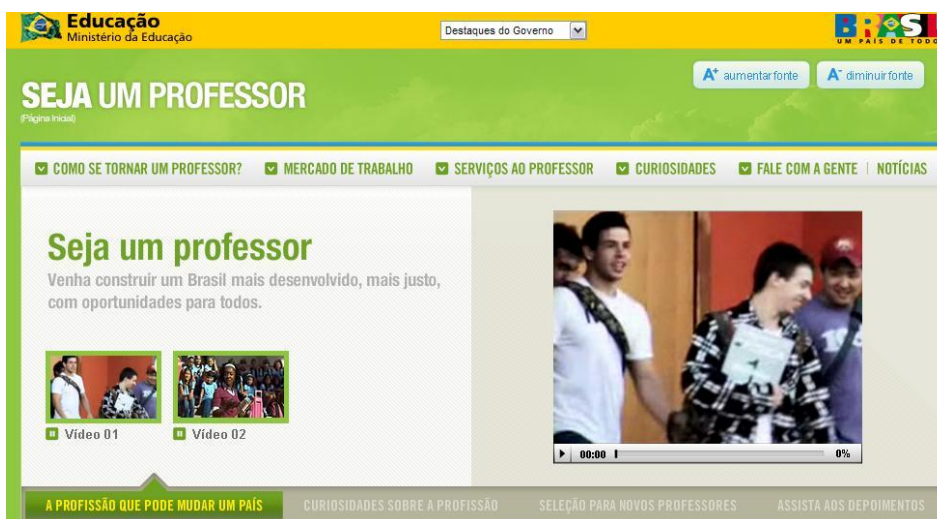 Educação
Ministério da Educação
Destaques do Governo
BRASI
UM PAÍS DE TODO
A+ aumentar fonte
A- diminuir fonte
SEJA UM PROFESSOR
(Página Inicial)
COMO SE TORNAR UM PROFESSOR?
MERCADO DE TRABALHO
SERVIÇOS AO PROFESSOR
CURIOSIDADES
FALE COM A GENTE | NOTÍCIAS
Seja um professor
Venha construir um Brasil mais desenvolvido, mais justo,
com oportunidades para todos.
Vídeo 01
Vídeo 02
00:00
0%
A PROFISSÃO QUE PODE MUDAR UM PAÍS
CURIOSIDADES SOBRE A PROFISSÃO
SELEÇÃO PARA NOVOS PROFESSORES
ASSISTA AOS DEPOIMENTOS